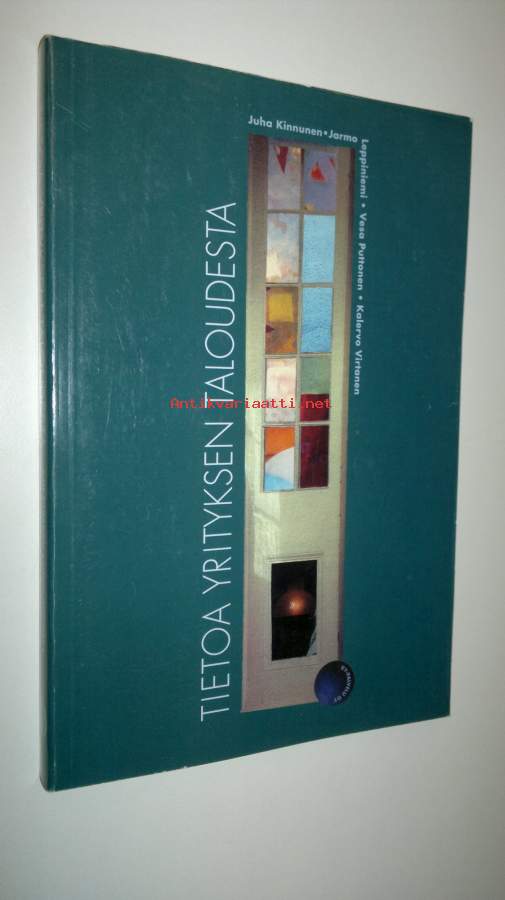 Juha Kinnunen • Jarmo
Leppiniemi • Vesa Puttonen • Kalervo Virtanen
TIETOA YRITYKSEN TALOUDESTA
Antikvariaatti.net